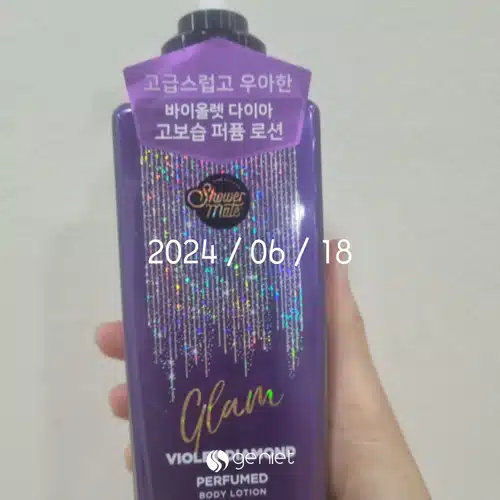 고급스럽고 우아한
바이올렛 다이아
고보습 퍼퓸 로션
Shower
Mate
2024 / 06 / 18
Glam
VIOLET DIAMOND
geniet
PERFUMED
BODY LOTION